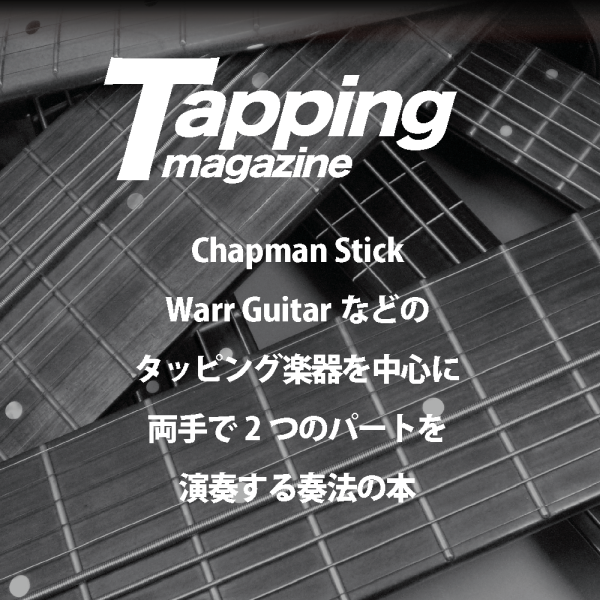 Tapping
magazine
Chapman Stick
Warr Guitar などの
タッピング楽器を中心に
両手で 2 つのパートを
演奏する奏法の本